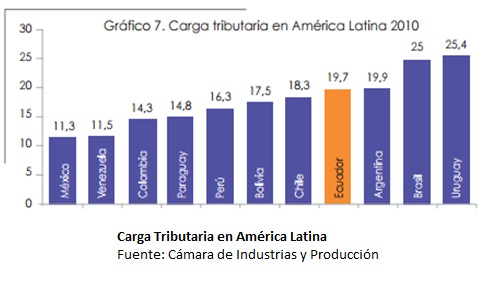 Gráfico 7. Carga tributaria en América Latina 2010
30
25
20
15
10
5
0
11,3
11,5
14,3
14,8
16,3
17,5
18,3
19,7
19,9
25
25,4
México
Venezuela
Colombia
Paraguay
Perú
Bolivia
Chile
Ecuador
Argentina
Brasil
Uruguay
Carga Tributaria en América Latina
Fuente: Cámara de Industrias y Producción